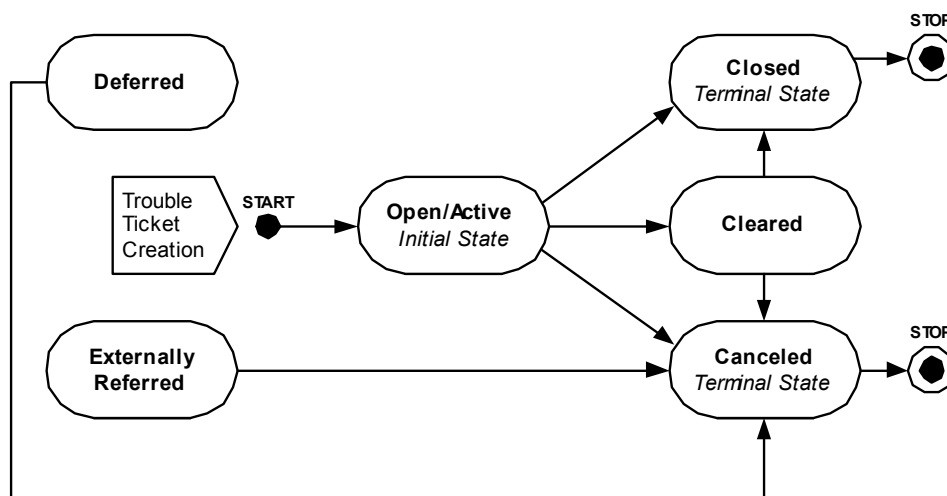 STOP
Deferred
Closed
Terminal State
Trouble
Ticket
Creation
START
Open/Active
Initial State
Cleared
STOP
Externally
Referred
Canceled
Terminal State